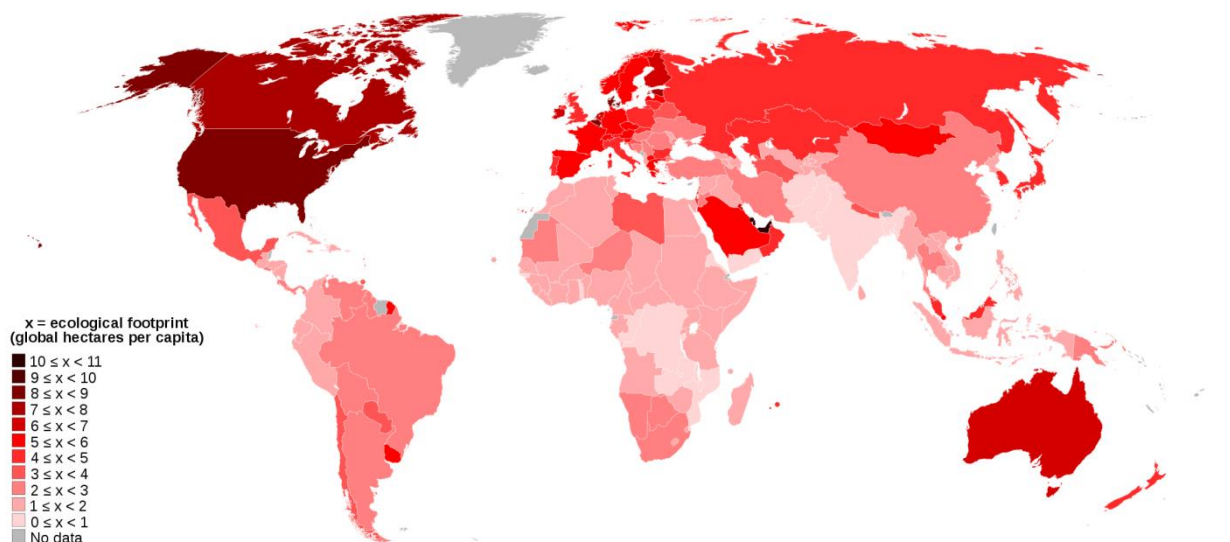 x = ecological footprint
(global hectares per capita)
10 ≤ x < 11
9 ≤ x < 10
8 ≤ x < 9
7 ≤ x < 8
6 ≤ x < 7
5 ≤ x < 6
4 ≤ x < 5
3 ≤ x < 4
2 ≤ x < 3
1 ≤ x < 2
0 ≤ x < 1
No data